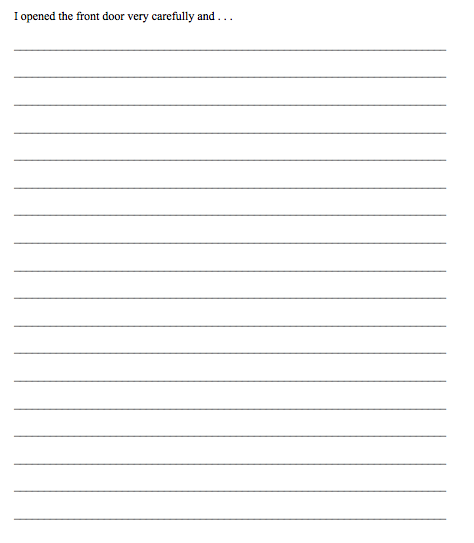 I opened the front door very carefully and . . .